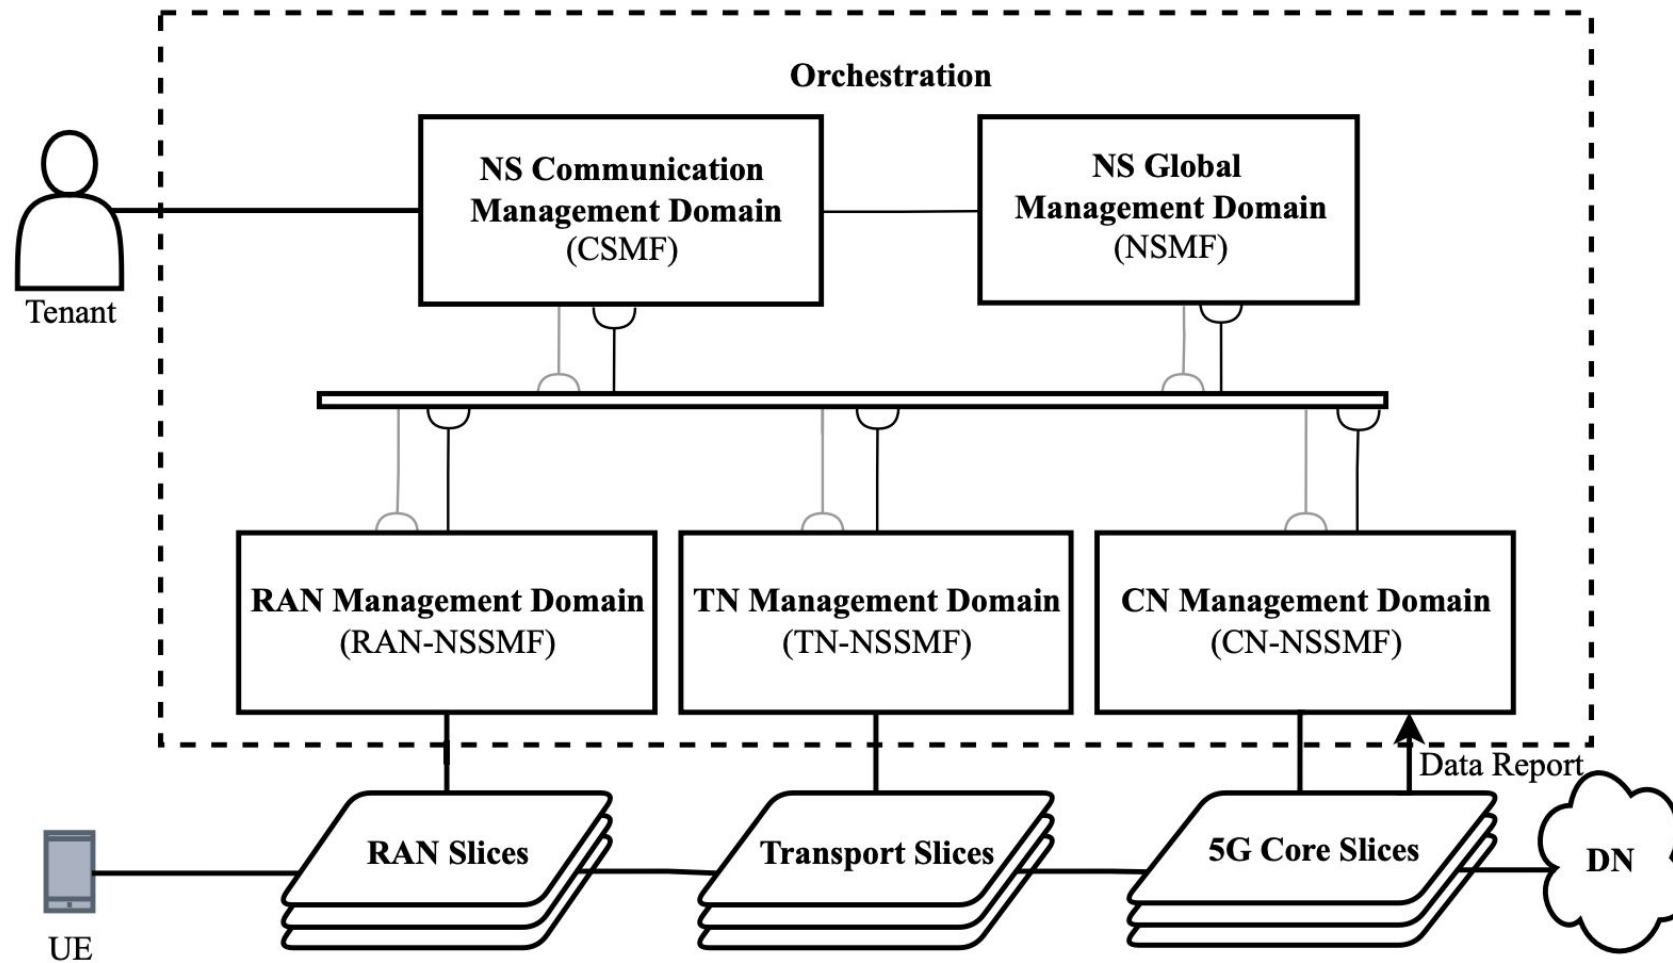 Orchestration
NS Communication
Management Domain
(CSMF)
NS Global
Management Domain
(NSMF)
Tenant
RAN Management Domain
(RAN-NSSMF)
TN Management Domain
(TN-NSSMF)
CN Management Domain
(CN-NSSMF)
Data Report
RAN Slices
Transport Slices
5G Core Slices
DN
UE